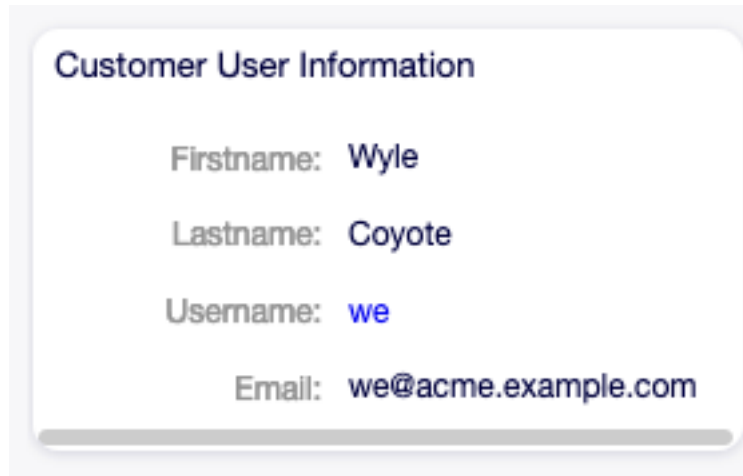 Customer User Information
Firstname: Wyle
Lastname: Coyote
Username: we
Email: we@acme.example.com